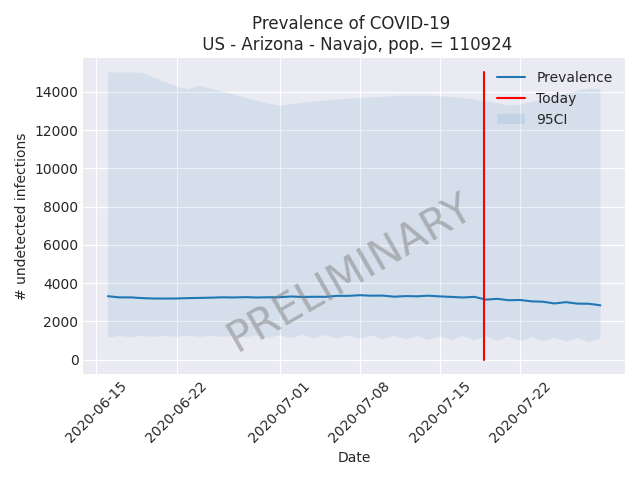 Prevalence of COVID-19
US - Arizona - Navajo, pop. = 110924
Prevalence
Today
95CI
14000
12000
10000
8000
6000
4000
2000
0
# undetected infections
PRELIMINARY
2020-06-15
2020-06-22
2020-07-01
2020-07-08
2020-07-15
2020-07-22
Date